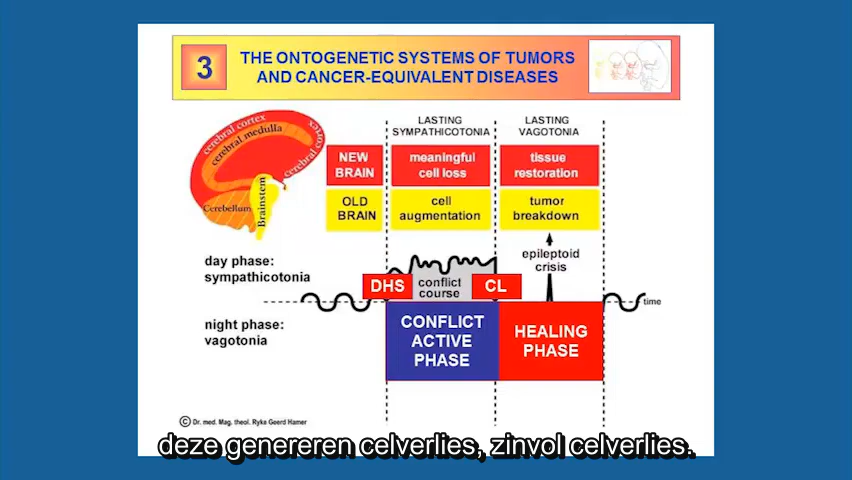 3
THE ONTOGENETIC SYSTEMS OF TUMORS
AND CANCER-EQUIVALENT DISEASES
cerebral cortex
cerebral medulla
cerebral cortex
Cerebellum
Brainstem
LASTING
SYMPATHICOTONIA
LASTING
VAGOTONIA
NEW
BRAIN
meaningful
cell loss
tissue
restoration
OLD
BRAIN
cell
augmentation
tumor
breakdown
day phase:
sympathicotonia
epileptoid
crisis
DHS
conflict
course
CL
time
night phase:
vagotonia
CONFLICT
ACTIVE
PHASE
HEALING
PHASE
© Dr. med. Mag. theol. Ryke Geerd Hamer
deze genereren celverlies, zinvol celverlies.